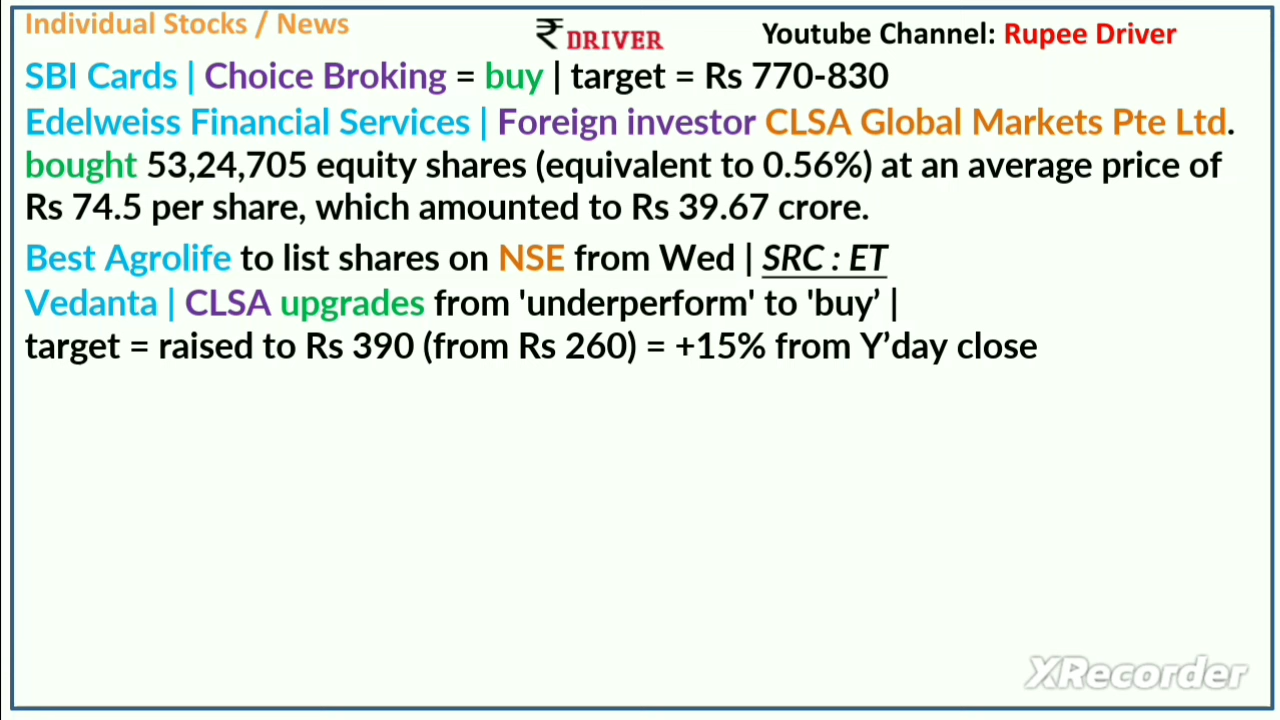 Individual Stocks / News
₹ DRIVER
Youtube Channel: Rupee Driver
SBI Cards | Choice Broking = buy | target = Rs 770-830
Edelweiss Financial Services | Foreign investor CLSA Global Markets Pte Ltd.
bought 53,24,705 equity shares (equivalent to 0.56%) at an average price of
Rs 74.5 per share, which amounted to Rs 39.67 crore.
Best Agrolife to list shares on NSE from Wed | SRC : ET
Vedanta | CLSA upgrades from 'underperform' to 'buy’ |
target = raised to Rs 390 (from Rs 260) = +15% from Y’day close
XRecorder